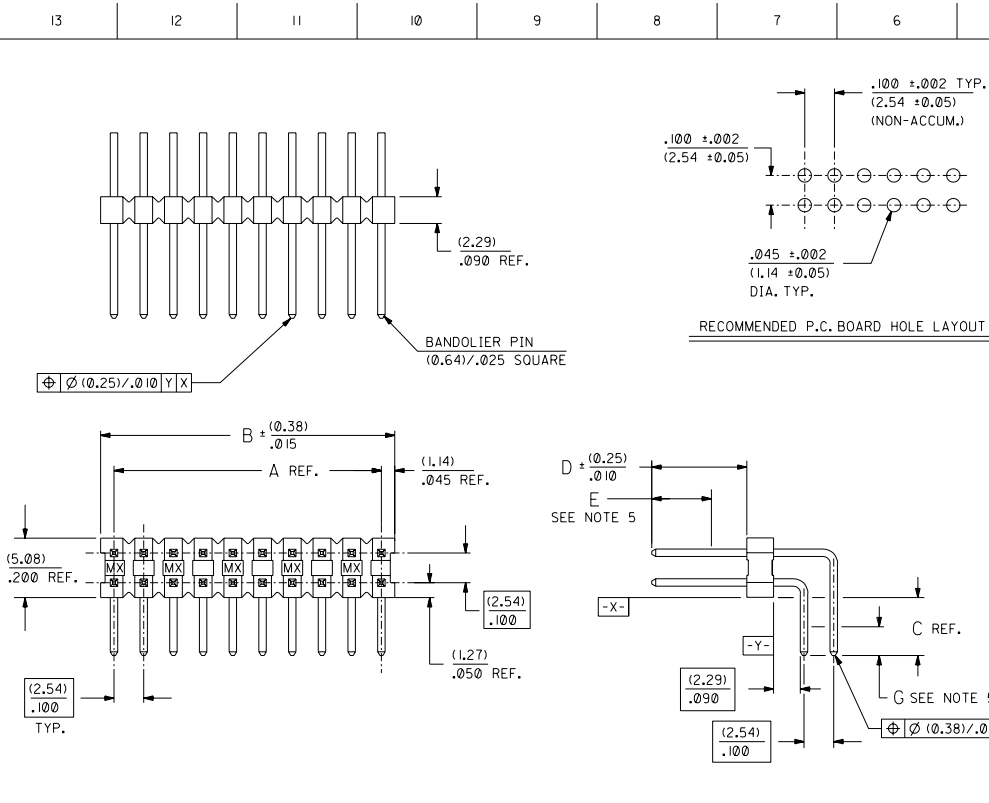 13 12 11 10 9 8 7 6
.100 ±.002 TYP.
(2.54 ±0.05)
(NON-ACCUM.)
.100 ±.002
(2.54 ±0.05)
.045 ±.002
(1.14 ±0.05)
DIA. TYP.
RECOMMENDED P.C. BOARD HOLE LAYOUT
(2.29)
.090 REF.
BANDOLIER PIN
(0.64)/.025 SQUARE
⌖ Ø (0.25)/.010 Y X
B ± (0.38)
.015
A REF.
(1.14)
.045 REF.
(5.08)
.200 REF.
MX MX MX MX MX
(2.54)
.100
(1.27)
.050 REF.
(2.54)
.100
TYP.
D ± (0.25)
.010
E
SEE NOTE 5
-X-
-Y-
C REF.
(2.29)
.090
G SEE NOTE
(2.54)
.100
⌖ Ø (0.38)/.0